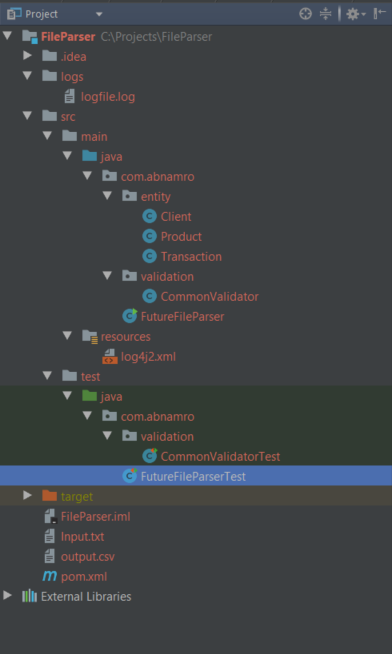 Project
FileParser C:\Projects\FileParser
.idea
logs
logfile.log
src
main
java
com.abnamro
entity
Client
Product
Transaction
validation
CommonValidator
FutureFileParser
resources
log4j2.xml
test
java
com.abnamro
validation
CommonValidatorTest
FutureFileParserTest
target
FileParser.iml
Input.txt
output.csv
pom.xml
External Libraries